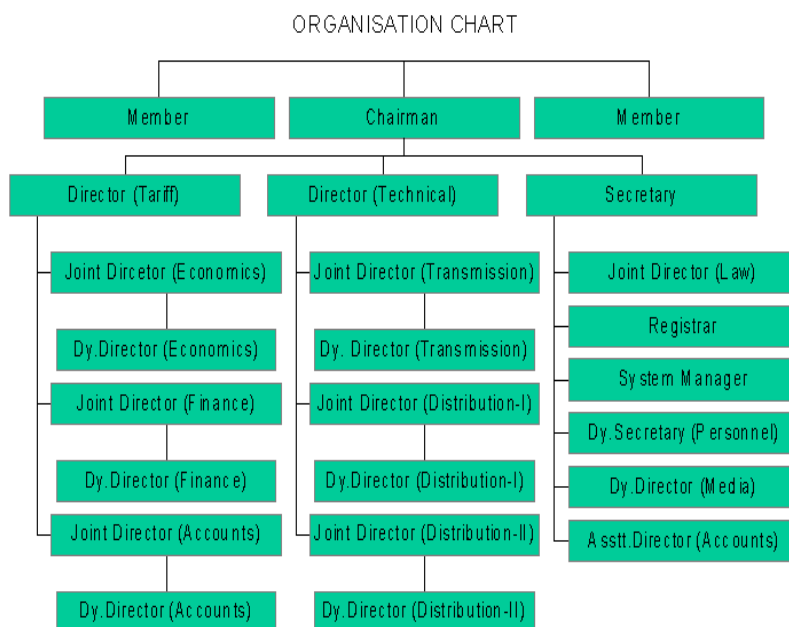 ORGANISATION CHART
Member
Chairman
Member
Director (Tariff)
Director (Technical)
Secretary
Joint Dircetor (Economics)
Dy.Director (Economics)
Joint Director (Finance)
Dy.Director (Finance)
Joint Director (Accounts)
Dy.Director (Accounts)
Joint Director (Transmission)
Dy. Director (Transmission)
Joint Director (Distribution-I)
Dy.Director (Distribution-I)
Joint Director (Distribution-II)
Dy.Director (Distribution-II)
Joint Director (Law)
Registrar
System Manager
Dy.Secretary (Personnel)
Dy.Director (Media)
Asstt.Director (Accounts)